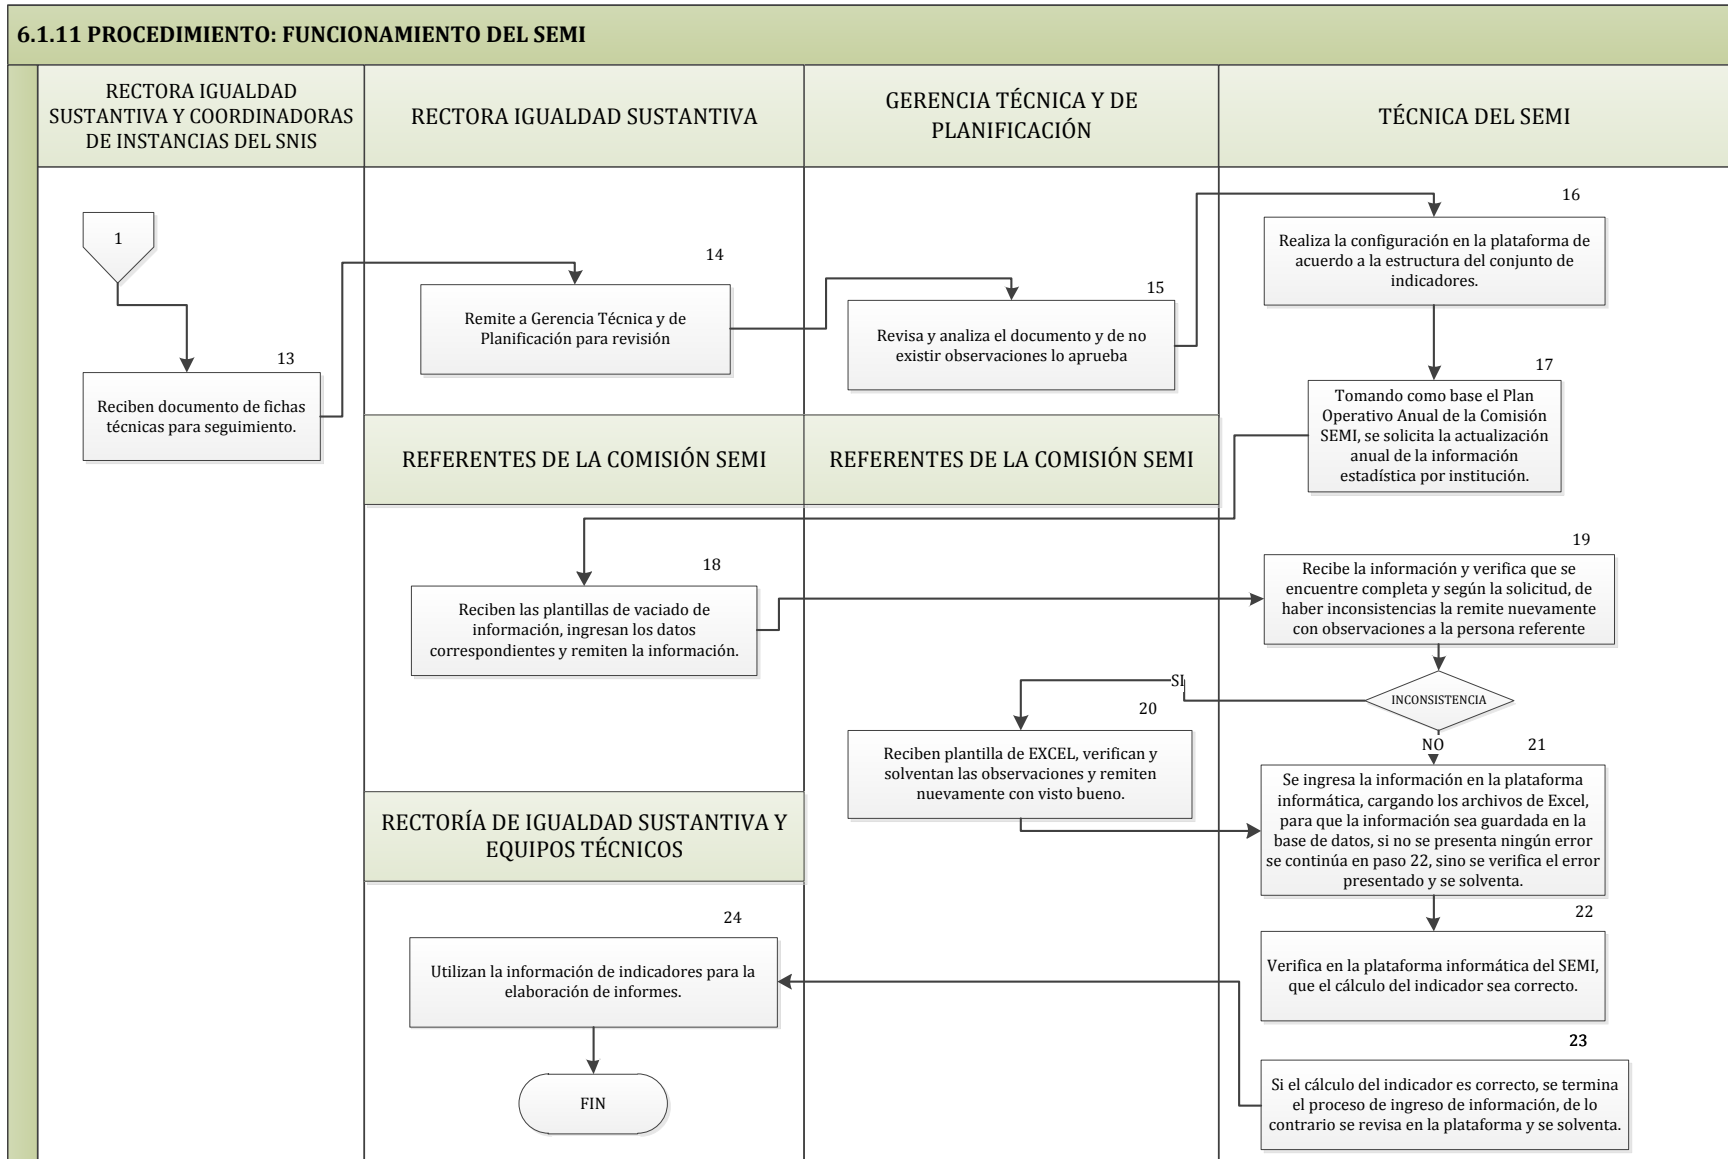 6.1.11 PROCEDIMIENTO: FUNCIONAMIENTO DEL SEMI
RECTORA IGUALDAD
SUSTANTIVA Y COORDINADORAS
DE INSTANCIAS DEL SNIS
RECTORA IGUALDAD SUSTANTIVA
GERENCIA TÉCNICA Y DE
PLANIFICACIÓN
TÉCNICA DEL SEMI
1
13
Reciben documento de fichas
técnicas para seguimiento.
14
Remite a Gerencia Técnica y de
Planificación para revisión
15
Revisa y analiza el documento y de no
existir observaciones lo aprueba
16
Realiza la configuración en la plataforma de
acuerdo a la estructura del conjunto de
indicadores.
17
Tomando como base el Plan
Operativo Anual de la Comisión
SEMI, se solicita la actualización
anual de la información
estadística por institución.
REFERENTES DE LA COMISIÓN SEMI
REFERENTES DE LA COMISIÓN SEMI
18
Reciben las plantillas de vaciado de
información, ingresan los datos
correspondientes y remiten la información.
19
Recibe la información y verifica que se
encuentre completa y según la solicitud, de
haber inconsistencias la remite nuevamente
con observaciones a la persona referente
INCONSISTENCIA
SI
20
Reciben plantilla de EXCEL, verifican y
solventan las observaciones y remiten
nuevamente con visto bueno.
NO
21
Se ingresa la información en la plataforma
informática, cargando los archivos de Excel,
para que la información sea guardada en la
base de datos, si no se presenta ningún error
se continúa en paso 22, sino se verifica el error
presentado y se solventa.
22
Verifica en la plataforma informática del SEMI,
que el cálculo del indicador sea correcto.
23
Si el cálculo del indicador es correcto, se termina
el proceso de ingreso de información, de lo
contrario se revisa en la plataforma y se solventa.
RECTORÍA DE IGUALDAD SUSTANTIVA Y
EQUIPOS TÉCNICOS
24
Utilizan la información de indicadores para la
elaboración de informes.
FIN